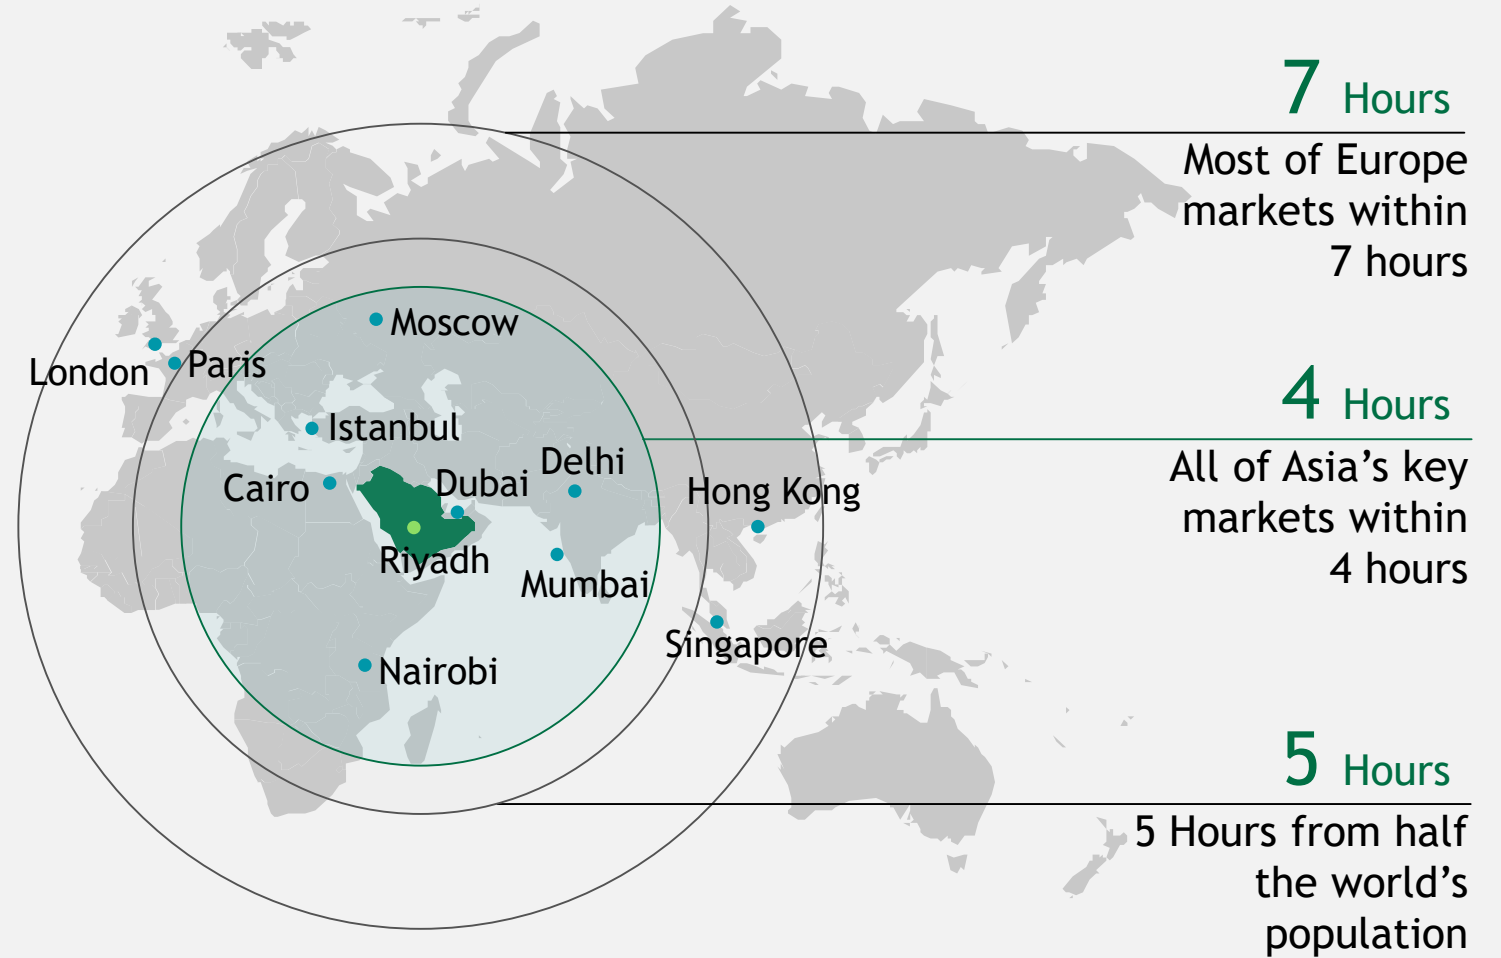 7 Hours
Most of Europe
markets within
7 hours
Moscow
London
Paris
4 Hours
Istanbul
Delhi
All of Asia’s key
markets within
4 hours
Cairo
Dubai
Hong Kong
Riyadh
Mumbai
Singapore
Nairobi
5 Hours
5 Hours from half
the world’s
population